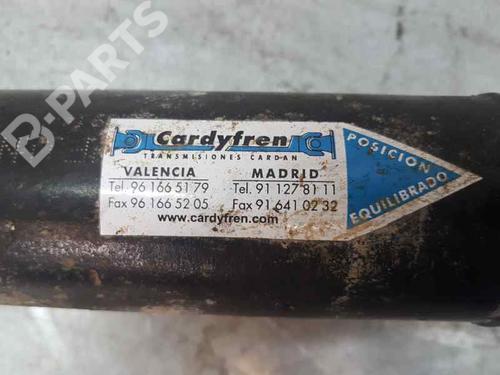 B-PARTS
Cardyfren
TRANSMISIONES CARDAN
VALENCIA MADRID
Tel. 96 166 51 79 Tel. 91 127 81 11
Fax 96 166 52 05 Fax 91 641 02 32
www.cardyfren.com
POSICION
EQUILIBRADO